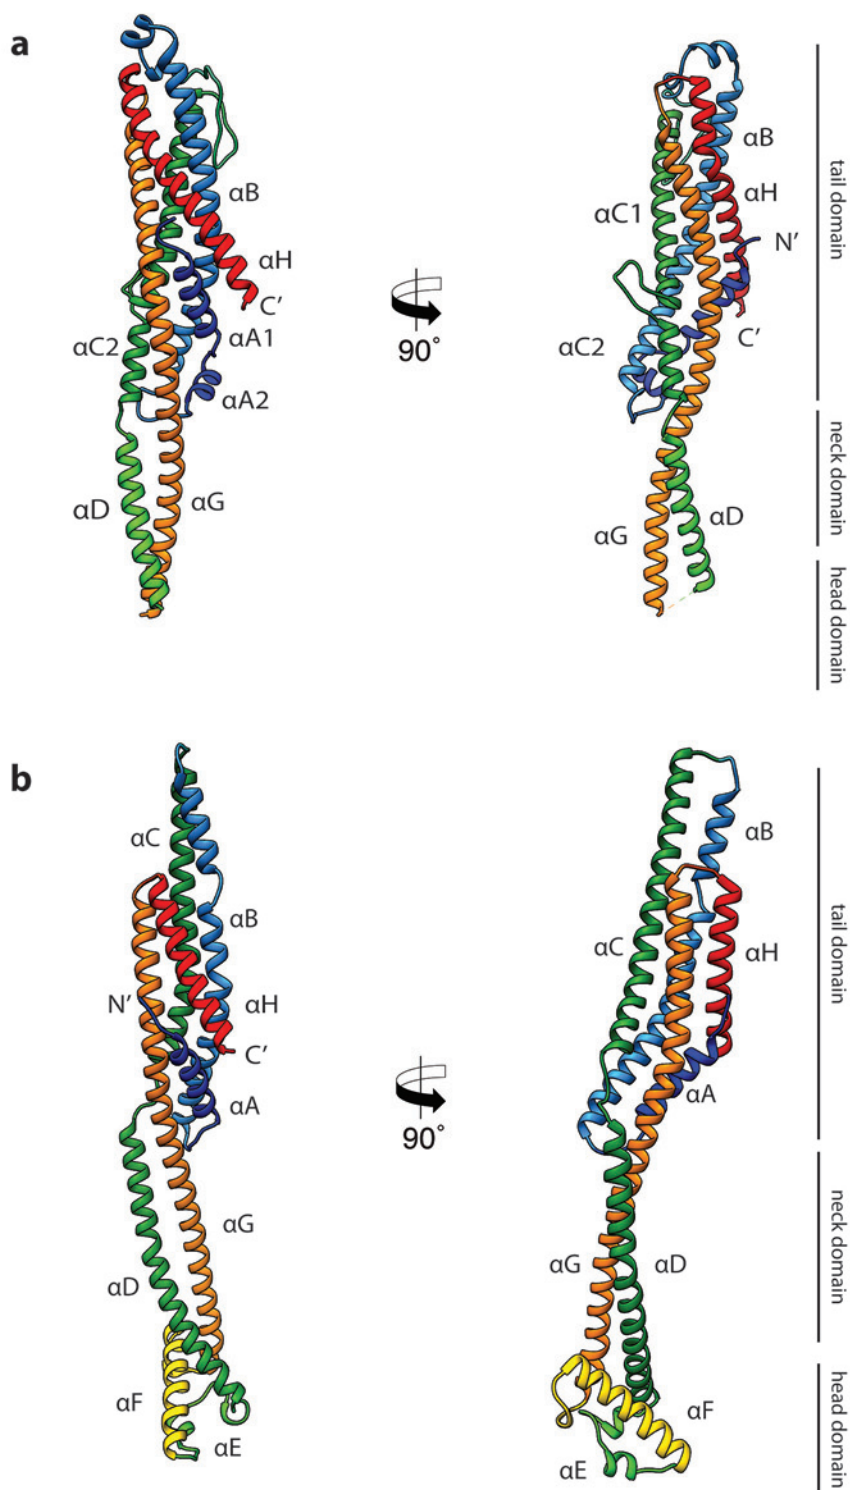 a
αB
αH
C'
αC2
αA1
αA2
αD
αG
90°
αB
αC1
αH
N'
C'
αC2
αG
αD
tail domain
neck domain
head domain
b
αC
αB
N'
αH
C'
αA
αG
αD
αF
αE
90°
αB
αC
αH
αA
αG
αD
αF
αE
tail domain
neck domain
head domain